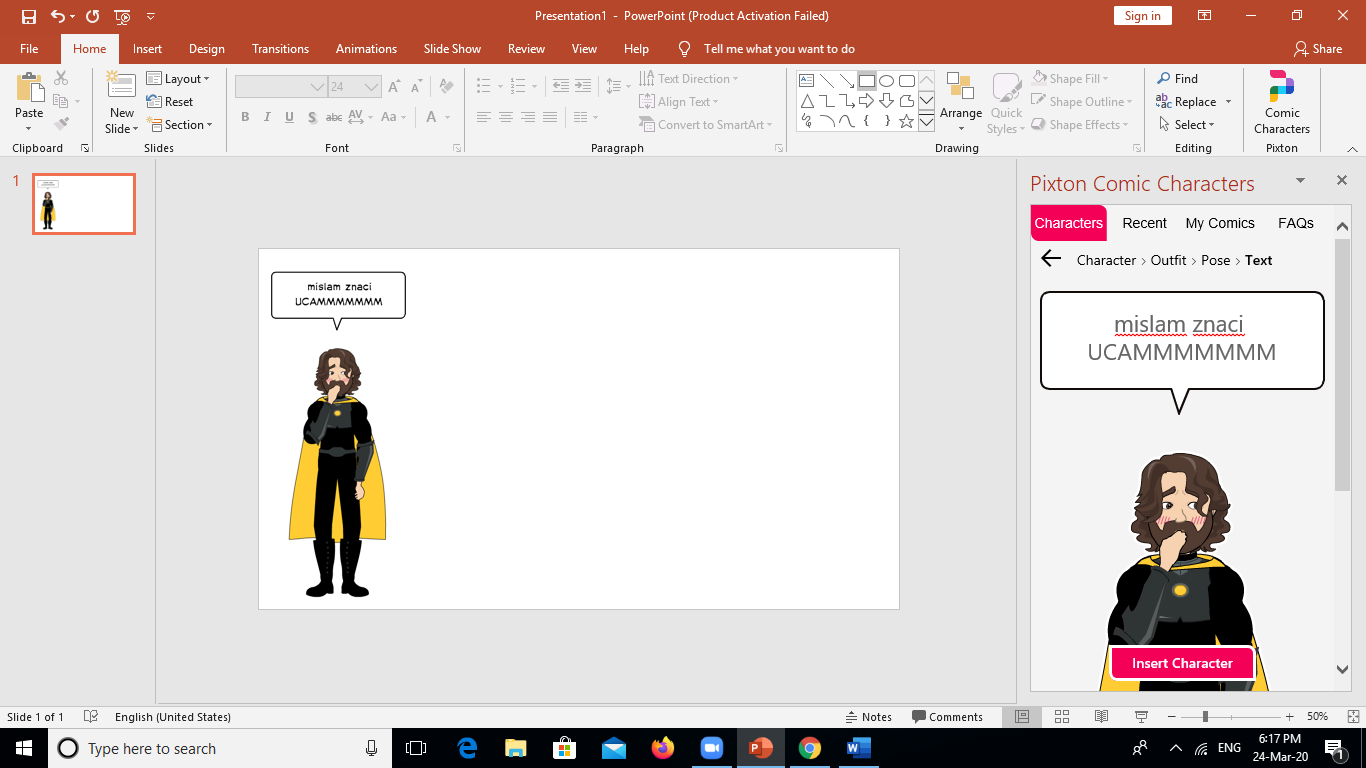 Presentation1 - PowerPoint (Product Activation Failed)
Sign in
File Home Insert Design Transitions Animations Slide Show Review View Help Tell me what you want to do Share
Paste
Clipboard
New Slide
Layout
Reset
Section
Slides
24
B I U S abc AV Aa A
Font
Text Direction
Align Text
Convert to SmartArt
Paragraph
Arrange
Quick Styles
Shape Fill
Shape Outline
Shape Effects
Drawing
Find
Replace
Select
Editing
Comic Characters
Pixton
1
mislam znaci
UCAMMMMMMM
Pixton Comic Characters
Characters Recent My Comics FAQs
Character > Outfit > Pose > Text
mislam znaci
UCAMMMMMMM
Insert Character
Slide 1 of 1 English (United States) Notes Comments 50%
Type here to search
ENG
6:17 PM
24-Mar-20
1